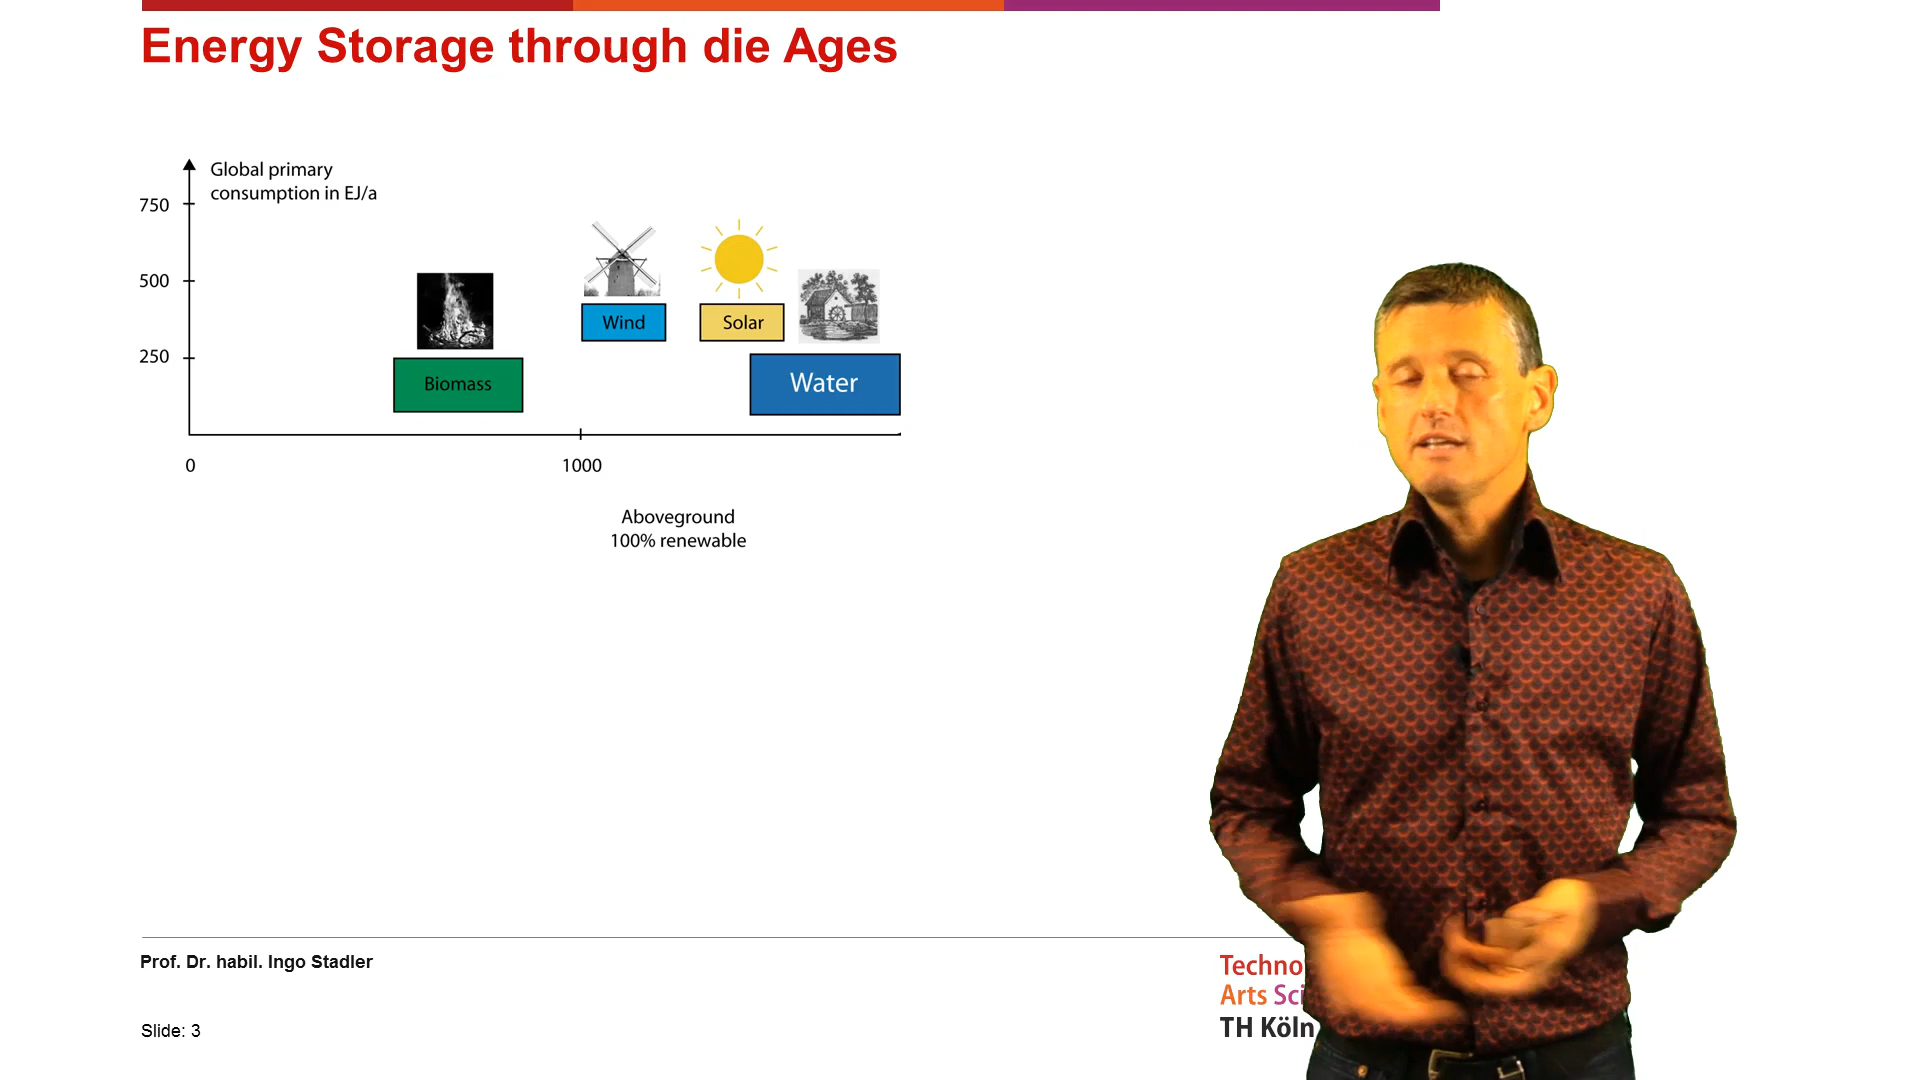 Energy Storage through die Ages
Global primary
consumption in EJ/a
750
500
250
Biomass
Wind
Solar
Water
0
1000
Aboveground
100% renewable
Prof. Dr. habil. Ingo Stadler
Slide: 3
Techno
Arts Sci
TH Köln